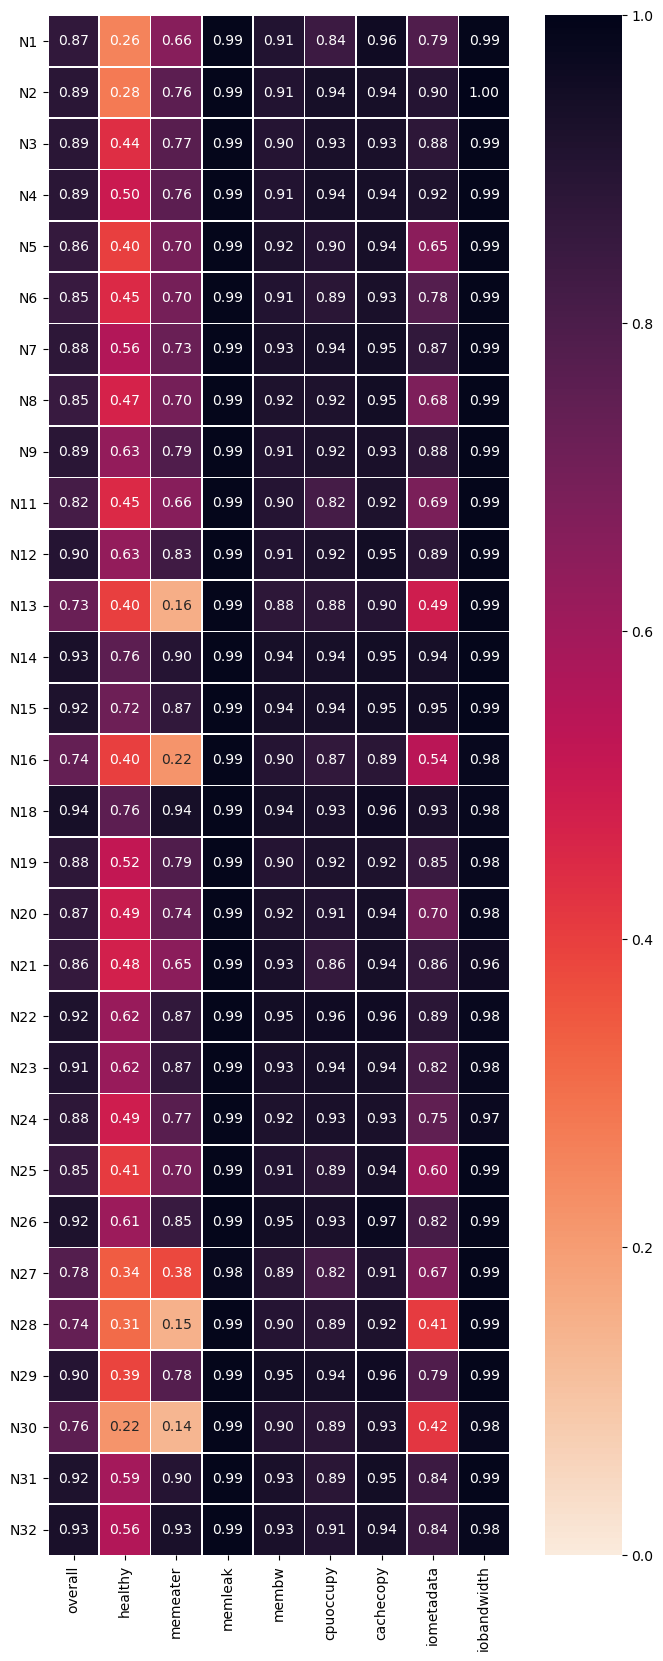 N1 0.87 0.26 0.66 0.99 0.91 0.84 0.96 0.79 0.99
N2 0.89 0.28 0.76 0.99 0.91 0.94 0.94 0.90 1.00
N3 0.89 0.44 0.77 0.99 0.90 0.93 0.93 0.88 0.99
N4 0.89 0.50 0.76 0.99 0.91 0.94 0.94 0.92 0.99
N5 0.86 0.40 0.70 0.99 0.92 0.90 0.94 0.65 0.99
N6 0.85 0.45 0.70 0.99 0.91 0.89 0.93 0.78 0.99
N7 0.88 0.56 0.73 0.99 0.93 0.94 0.95 0.87 0.99
N8 0.85 0.47 0.70 0.99 0.92 0.92 0.95 0.68 0.99
N9 0.89 0.63 0.79 0.99 0.91 0.92 0.93 0.88 0.99
N11 0.82 0.45 0.66 0.99 0.90 0.82 0.92 0.69 0.99
N12 0.90 0.63 0.83 0.99 0.91 0.92 0.95 0.89 0.99
N13 0.73 0.40 0.16 0.99 0.88 0.88 0.90 0.49 0.99
N14 0.93 0.76 0.90 0.99 0.94 0.94 0.95 0.94 0.99
N15 0.92 0.72 0.87 0.99 0.94 0.94 0.95 0.95 0.99
N16 0.74 0.40 0.22 0.99 0.90 0.87 0.89 0.54 0.98
N18 0.94 0.76 0.94 0.99 0.94 0.93 0.96 0.93 0.98
N19 0.88 0.52 0.79 0.99 0.90 0.92 0.92 0.85 0.98
N20 0.87 0.49 0.74 0.99 0.92 0.91 0.94 0.70 0.98
N21 0.86 0.48 0.65 0.99 0.93 0.86 0.94 0.86 0.96
N22 0.92 0.62 0.87 0.99 0.95 0.96 0.96 0.89 0.98
N23 0.91 0.62 0.87 0.99 0.93 0.94 0.94 0.82 0.98
N24 0.88 0.49 0.77 0.99 0.92 0.93 0.93 0.75 0.97
N25 0.85 0.41 0.70 0.99 0.91 0.89 0.94 0.60 0.99
N26 0.92 0.61 0.85 0.99 0.95 0.93 0.97 0.82 0.99
N27 0.78 0.34 0.38 0.98 0.89 0.82 0.91 0.67 0.99
N28 0.74 0.31 0.15 0.99 0.90 0.89 0.92 0.41 0.99
N29 0.90 0.39 0.78 0.99 0.95 0.94 0.96 0.79 0.99
N30 0.76 0.22 0.14 0.99 0.90 0.89 0.93 0.42 0.98
N31 0.92 0.59 0.90 0.99 0.93 0.89 0.95 0.84 0.99
N32 0.93 0.56 0.93 0.99 0.93 0.91 0.94 0.84 0.98
overall healthy memeater memleak membw cpuoccupy cachecopy iometadata iobandwidth
1.0
0.8
0.6
0.4
0.2
0.0